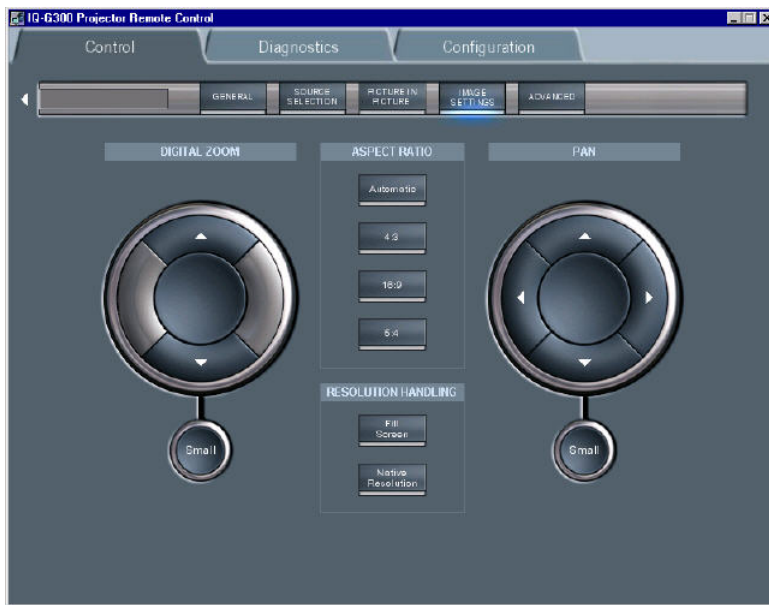 IQ-G300 Projector Remote Control
Control
Diagnostics
Configuration
GENERAL
SOURCE
SELECTION
PICTURE IN
PICTURE
IMAGE
SETTINGS
ADVANCED
DIGITAL ZOOM
ASPECT RATIO
PAN
Automatic
4:3
16:9
5:4
RESOLUTION HANDLING
Fill
Screen
Small
Small
Native
Resolution